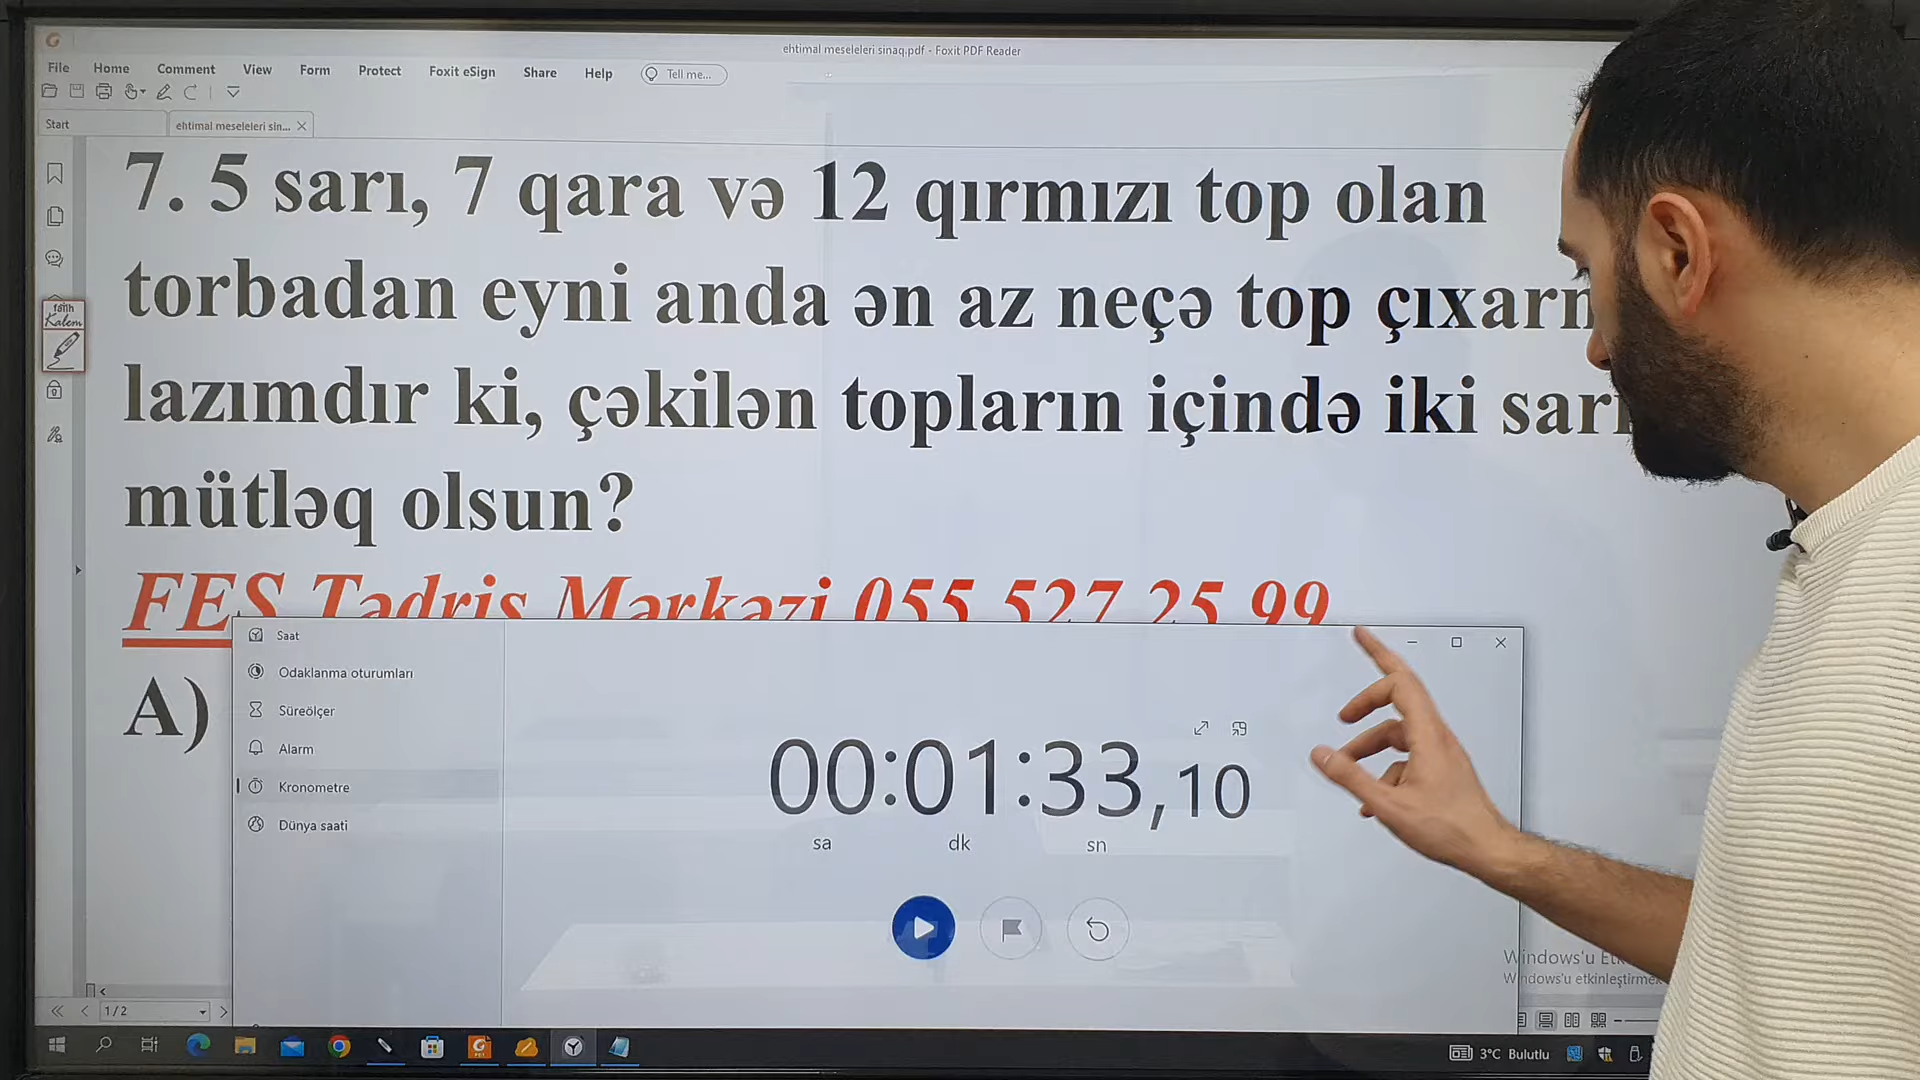 ehtimal meseleleri sinaq.pdf - Foxit PDF Reader
File Home Comment View Form Protect Foxit eSign Share Help Tell me...
Start ehtimal meseleleri sin...
7. 5 sarı, 7 qara və 12 qırmızı top olan
torbadan eyni anda ən az neçə top çıxarm
lazımdır ki, çəkilən topların içində iki sarı
mütləq olsun?
fatih
Kalem
FES Tədris Mərkəzi 055 527 25 99
A)
Saat
Odaklanma oturumları
Süreölçer
Alarm
Kronometre
Dünya saati
00:01:33,10
sa dk sn
Windows'u Etk
Windows'u etkinleştirmek
1/2
3°C Bulutlu